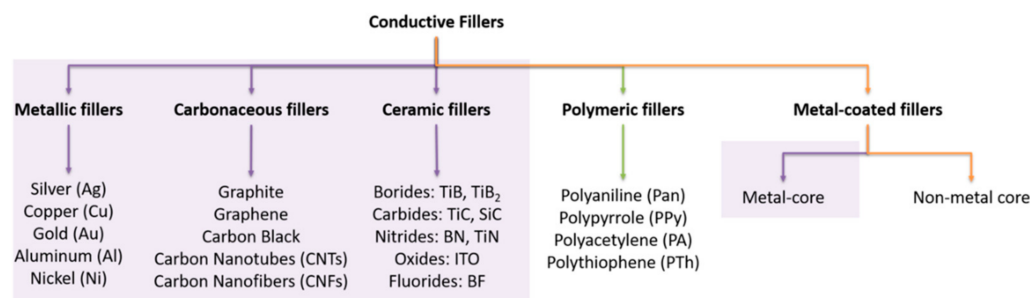 Conductive Fillers
Metallic fillers
Carbonaceous fillers
Ceramic fillers
Polymeric fillers
Metal-coated fillers
Silver (Ag)
Copper (Cu)
Gold (Au)
Aluminum (Al)
Nickel (Ni)
Graphite
Graphene
Carbon Black
Carbon Nanotubes (CNTs)
Carbon Nanofibers (CNFs)
Borides: TiB, TiB₂
Carbides: TiC, SiC
Nitrides: BN, TiN
Oxides: ITO
Fluorides: BF
Polyaniline (Pan)
Polypyrrole (PPy)
Polyacetylene (PA)
Polythiophene (PTh)
Metal-core
Non-metal core